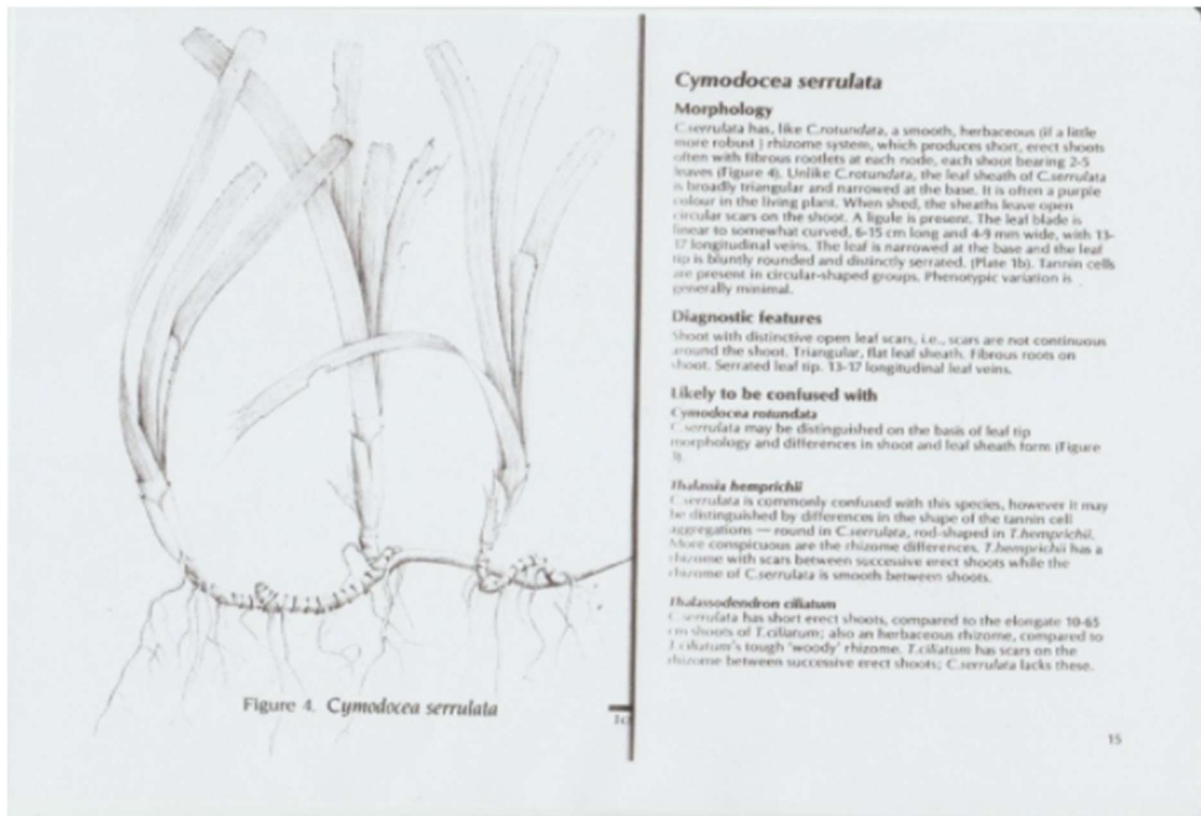 Figure 4. Cymodocea serrulata
Cymodocea serrulata
Morphology
C.serrulata has, like C.rotundata, a smooth, herbaceous (if a little
more robust ) rhizome system, which produces short, erect shoots
often with fibrous rootlets at each node, each shoot bearing 2-5
leaves (Figure 4). Unlike C.rotundata, the leaf sheath of C.serrulata
is broadly triangular and narrowed at the base. It is often a purple
colour in the living plant. When shed, the sheaths leave open
circular scars on the shoot. A ligule is present. The leaf blade is
linear to somewhat curved, 6-15 cm long and 4-9 mm wide, with 13-
17 longitudinal veins. The leaf is narrowed at the base and the leaf
tip is bluntly rounded and distinctly serrated. (Plate 1b). Tannin cells
are present in circular-shaped groups. Phenotypic variation is
generally minimal.
Diagnostic features
Shoot with distinctive open leaf scars, i.e., scars are not continuous
around the shoot. Triangular, flat leaf sheath. Fibrous roots on
shoot. Serrated leaf tip. 13-17 longitudinal leaf veins.
Likely to be confused with
Cymodocea rotundata
C.serrulata may be distinguished on the basis of leaf tip
morphology and differences in shoot and leaf sheath form (Figure
Thalassia hemprichii
C.serrulata is commonly confused with this species, however it may
be distinguished by differences in the shape of the tannin cell
aggregations — round in C.serrulata, rod-shaped in T.hemprichii.
More conspicuous are the rhizome differences. T.hemprichii has a
rhizome with scars between successive erect shoots while the
rhizome of C.serrulata is smooth between shoots.
Thalassodendron ciliatum
C.serrulata has short erect shoots, compared to the elongate 10-65
cm shoots of T.ciliatum; also an herbaceous rhizome, compared to
T.ciliatum's tough 'woody' rhizome. T.ciliatum has scars on the
rhizome between successive erect shoots; C.serrulata lacks these.
15